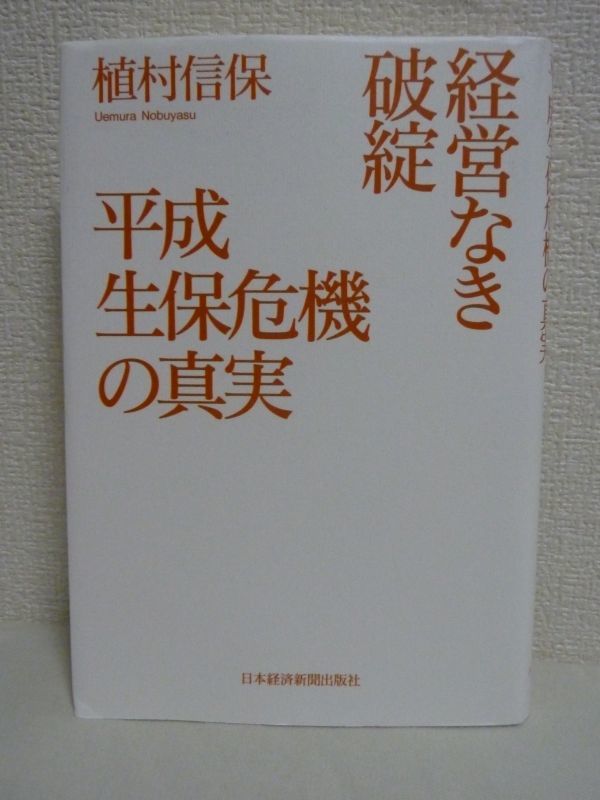 経営なき
破綻
平成
生保危機
の真実
植村信保
Uemura Nobuyasu
日本経済新聞出版社